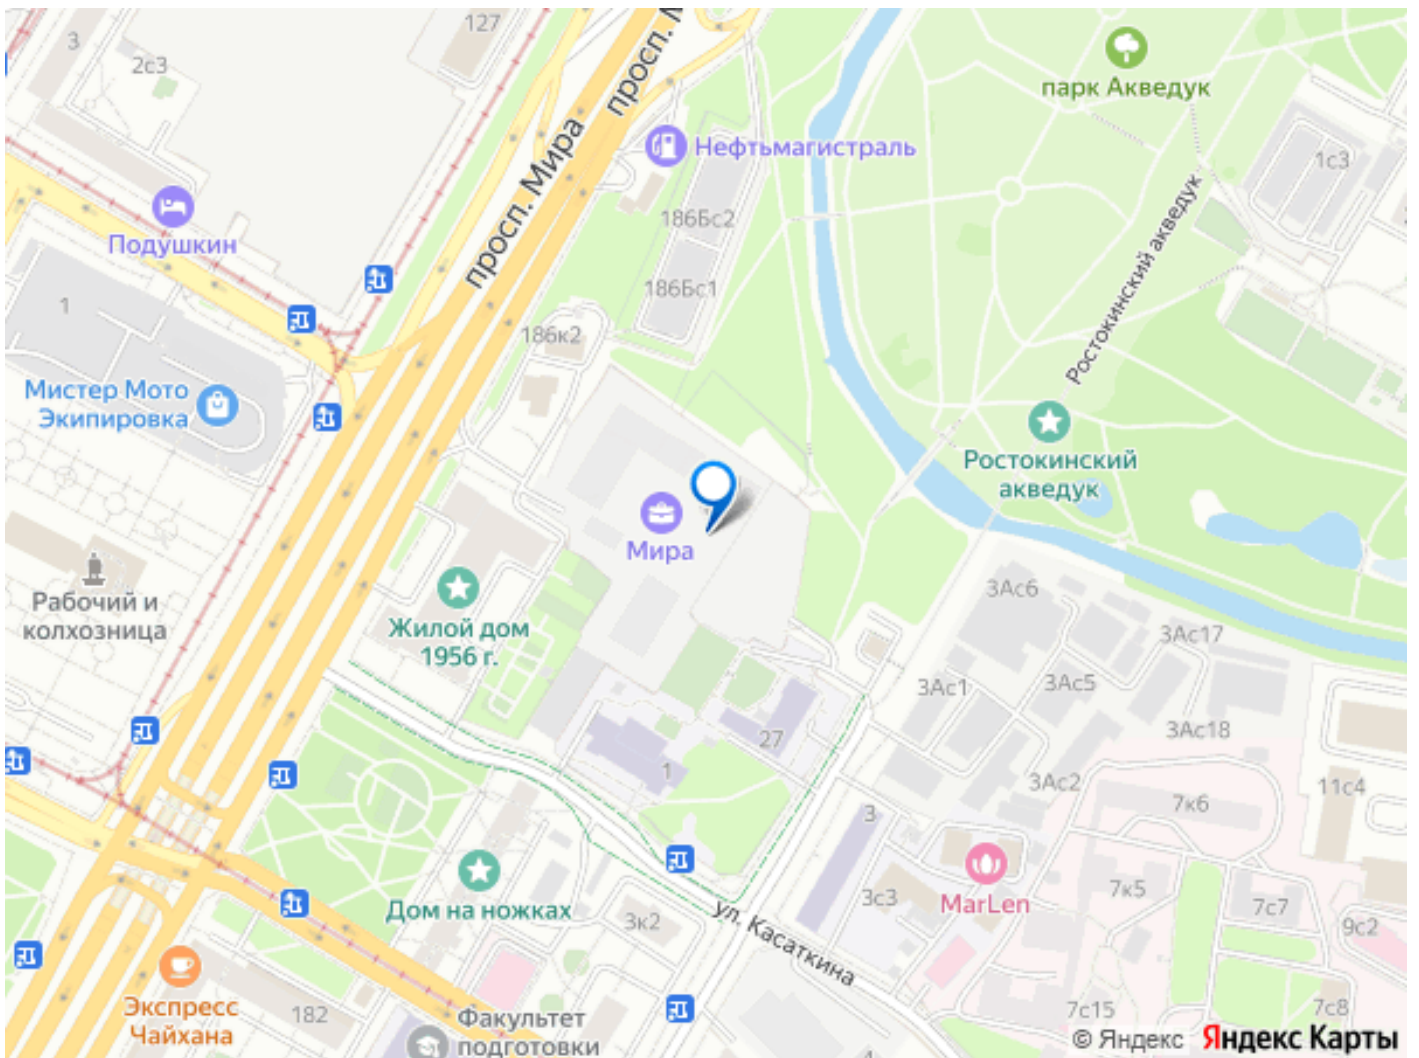 127
3
2с3
парк Акведук
просп. М
просп. Мира
Нефтьмагистраль
1с3
186Бс2
Подушкин
Ростокинский акведук
186Бс1
1
186к2
Мистер Мото
Экипировка
Ростокинский
акведук
Мира
Рабочий и
колхозница
Жилой дом
1956 г.
3Ас6
3Ас17
3Ас1
3Ас5
3Ас18
27
1
3Ас2
11с4
7к6
3
MarLen
3с3
7к5
7с7
9с2
Дом на ножках
3к2
ул. Касаткина
Экспресс
Чайхана
182
Факультет
подготовки
7с15
7с8
4
© Яндекс Яндекс Карты